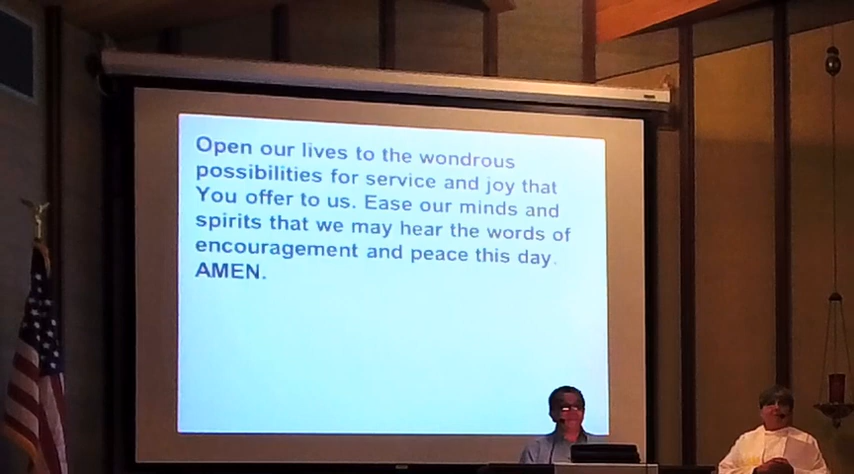 Open our lives to the wondrous
possibilities for service and joy that
You offer to us. Ease our minds and
spirits that we may hear the words of
encouragement and peace this day.
AMEN.